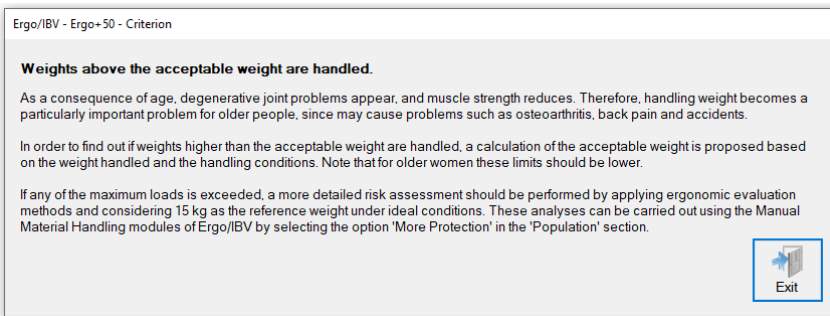 Ergo/IBV - Ergo+50 - Criterion
Weights above the acceptable weight are handled.
As a consequence of age, degenerative joint problems appear, and muscle strength reduces. Therefore, handling weight becomes a
particularly important problem for older people, since may cause problems such as osteoarthritis, back pain and accidents.
In order to find out if weights higher than the acceptable weight are handled, a calculation of the acceptable weight is proposed based
on the weight handled and the handling conditions. Note that for older women these limits should be lower.
If any of the maximum loads is exceeded, a more detailed risk assessment should be performed by applying ergonomic evaluation
methods and considering 15 kg as the reference weight under ideal conditions. These analyses can be carried out using the Manual
Material Handling modules of Ergo/IBV by selecting the option 'More Protection' in the 'Population' section.
Exit